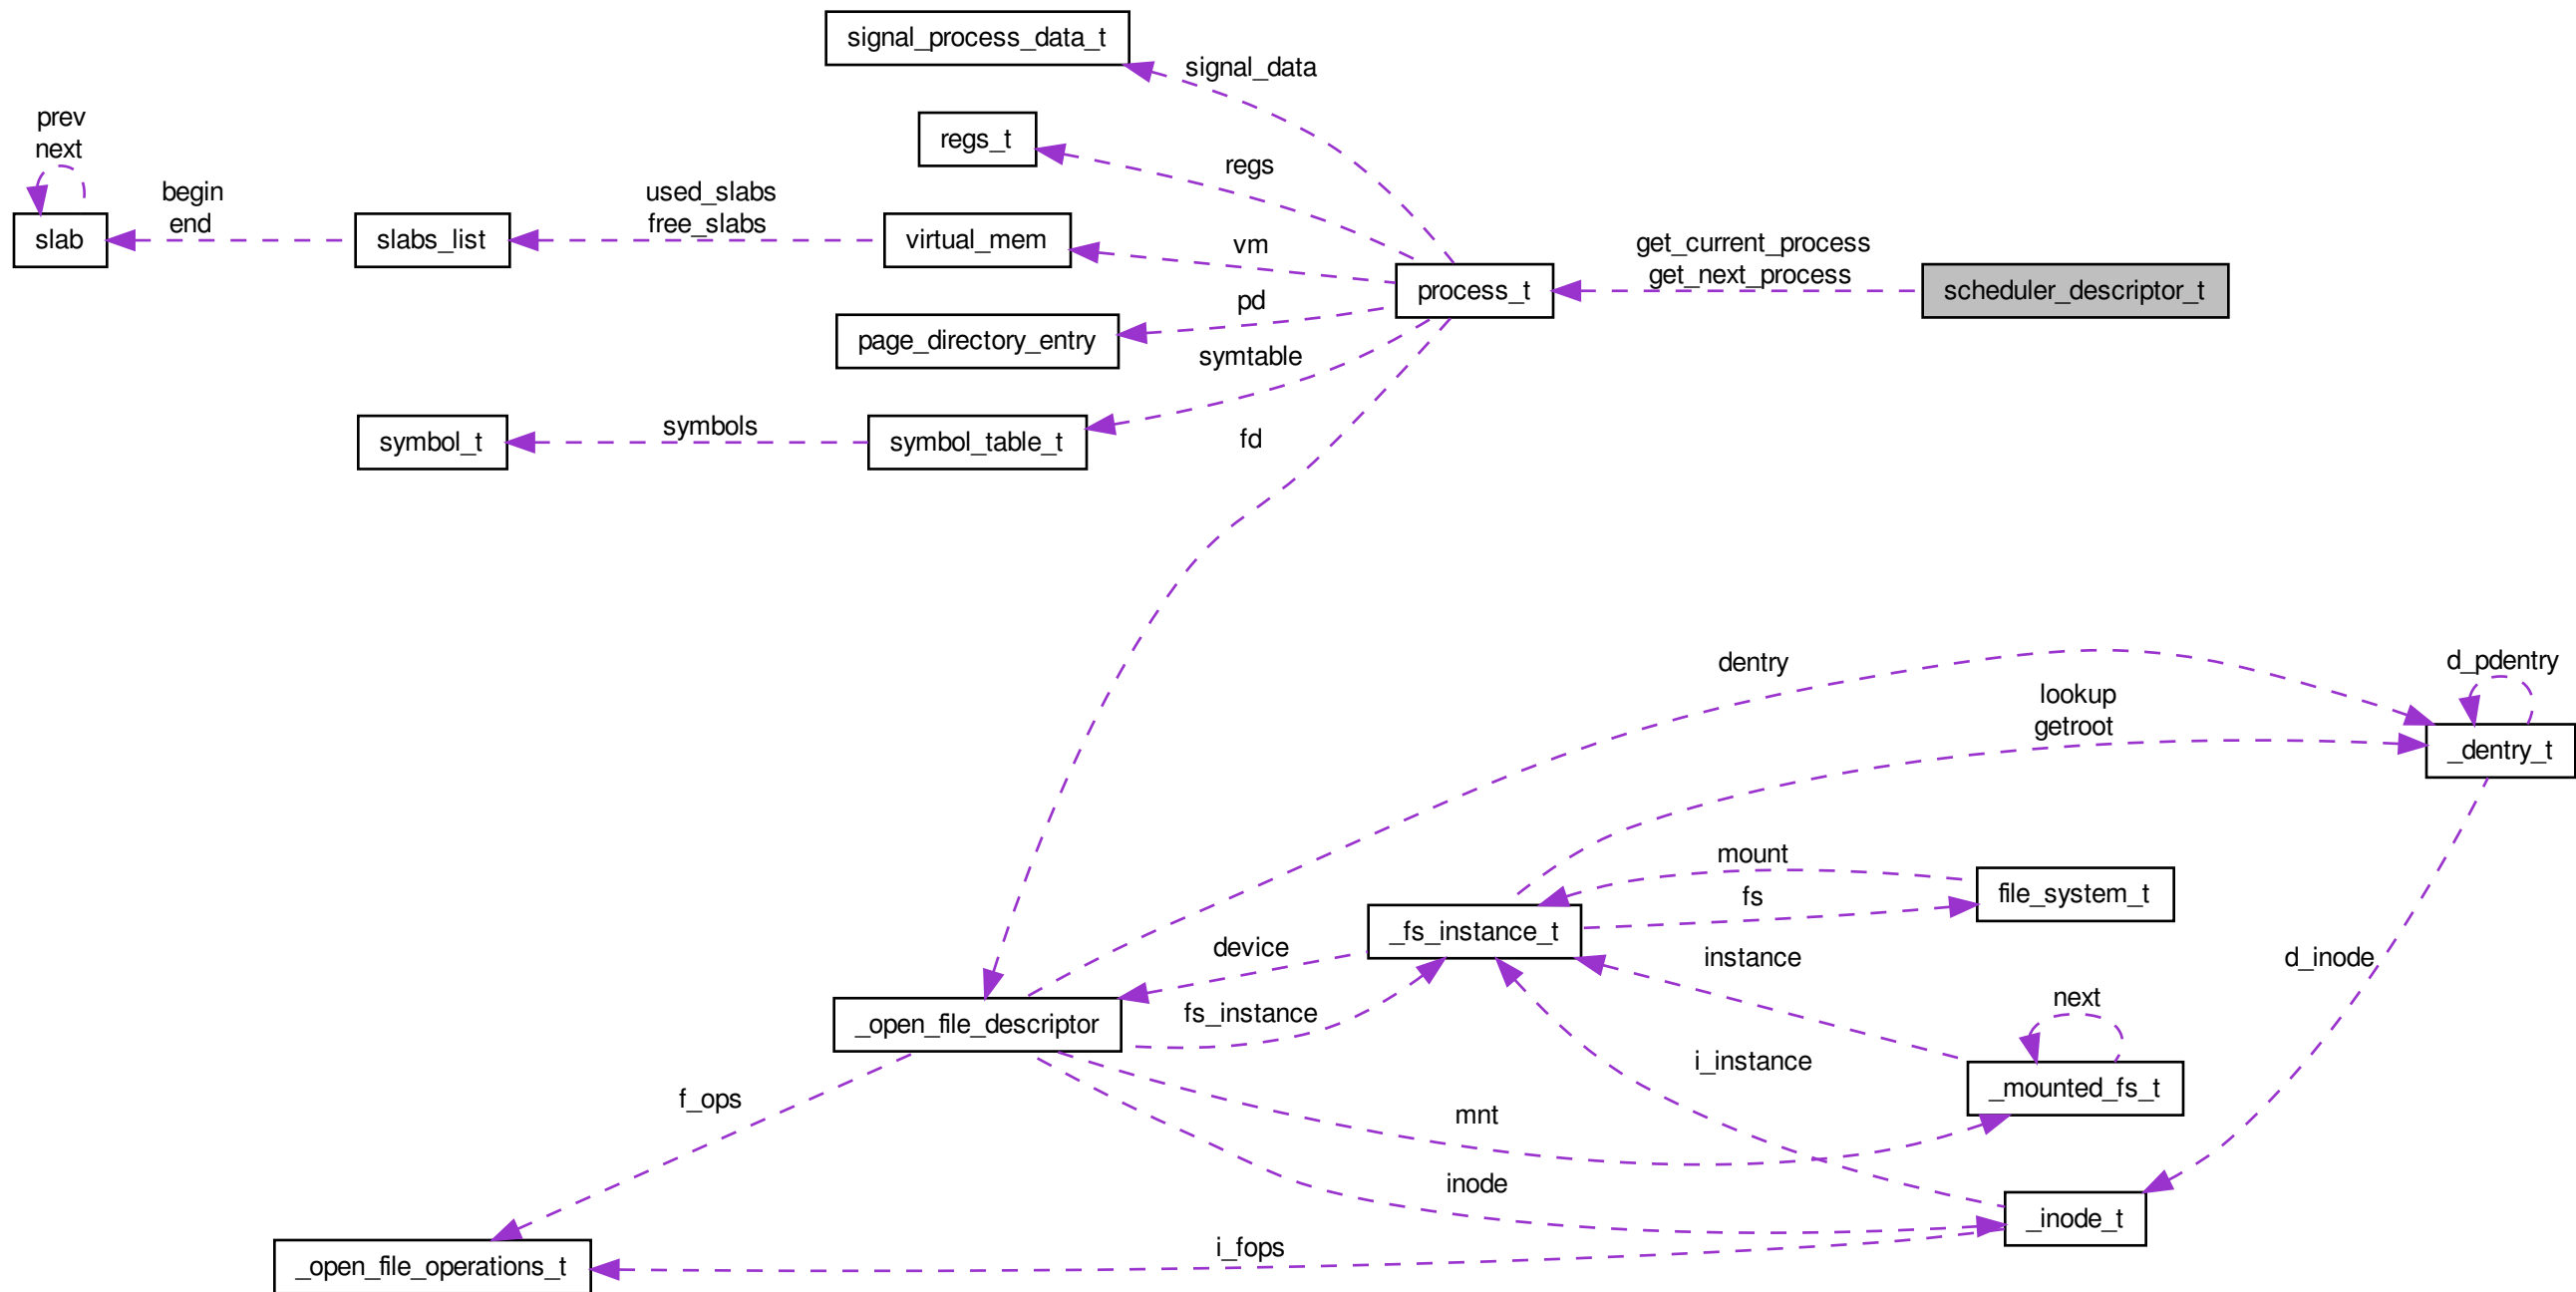 signal_process_data_t
signal_data
prev
next
regs_t
regs
begin
end
used_slabs
free_slabs
slab
slabs_list
virtual_mem
vm
get_current_process
get_next_process
process_t
scheduler_descriptor_t
pd
page_directory_entry
symtable
symbol_t
symbols
symbol_table_t
fd
dentry
d_pdentry
lookup
getroot
_dentry_t
mount
file_system_t
fs
_fs_instance_t
device
instance
d_inode
next
fs_instance
_open_file_descriptor
i_instance
_mounted_fs_t
f_ops
mnt
inode
_inode_t
i_fops
_open_file_operations_t